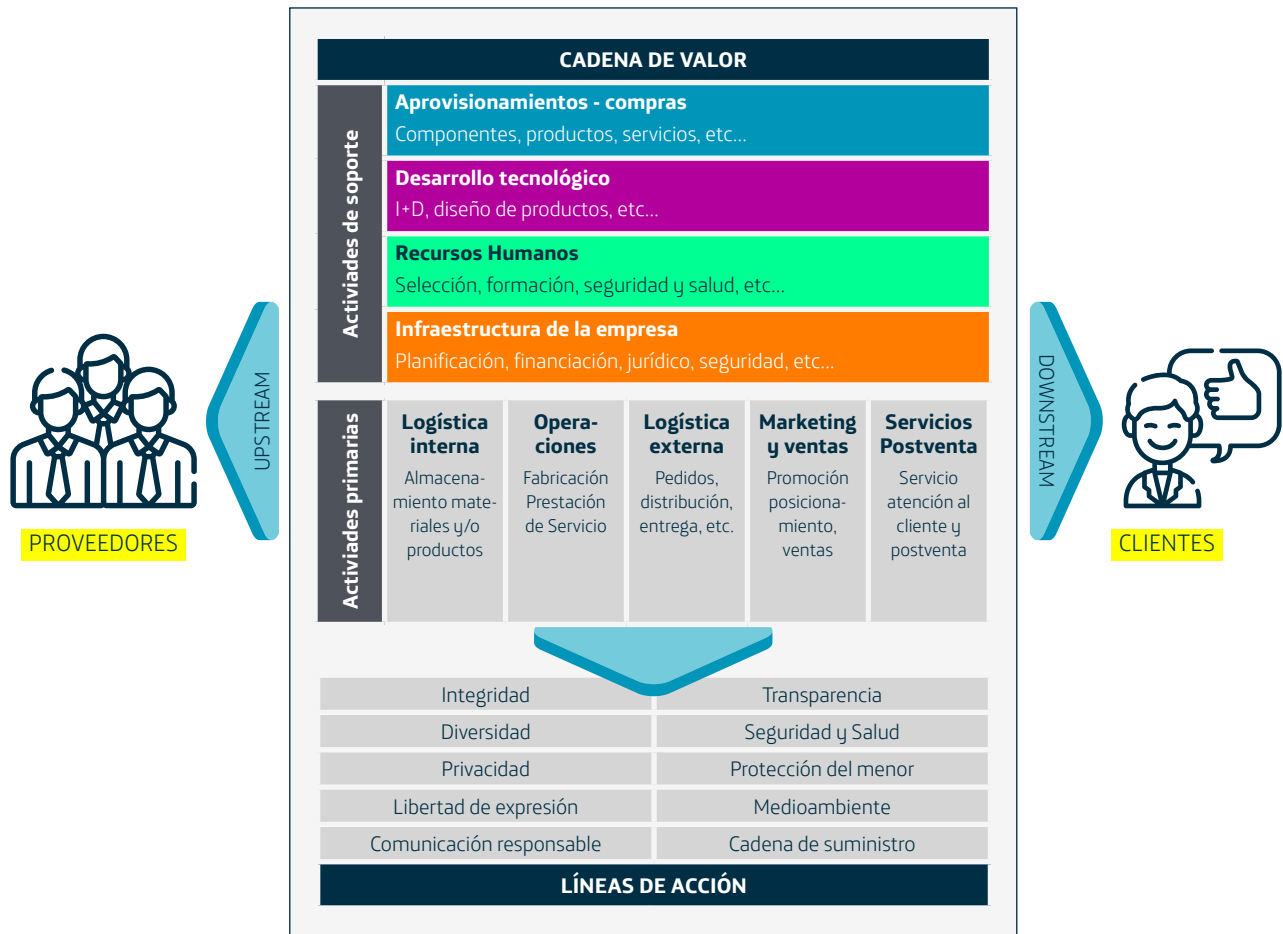 CADENA DE VALOR
Activiades de soporte
Aprovisionamientos - compras
Componentes, productos, servicios, etc...
Desarrollo tecnológico
I+D, diseño de productos, etc...
Recursos Humanos
Selección, formación, seguridad y salud, etc...
Infraestructura de la empresa
Planificación, financiación, jurídico, seguridad, etc...
PROVEEDORES
UPSTREAM
DOWNSTREAM
CLIENTES
Activiades primarias
Logística
interna
Almacena-
miento mate-
riales y/o
productos
Opera-
ciones
Fabricación
Prestación
de Servicio
Logística
externa
Pedidos,
distribución,
entrega, etc.
Marketing
y ventas
Promoción
posiciona-
miento,
ventas
Servicios
Postventa
Servicio
atención al
cliente y
postventa
Integridad
Transparencia
Diversidad
Seguridad y Salud
Privacidad
Protección del menor
Libertad de expresión
Medioambiente
Comunicación responsable
Cadena de suministro
LÍNEAS DE ACCIÓN